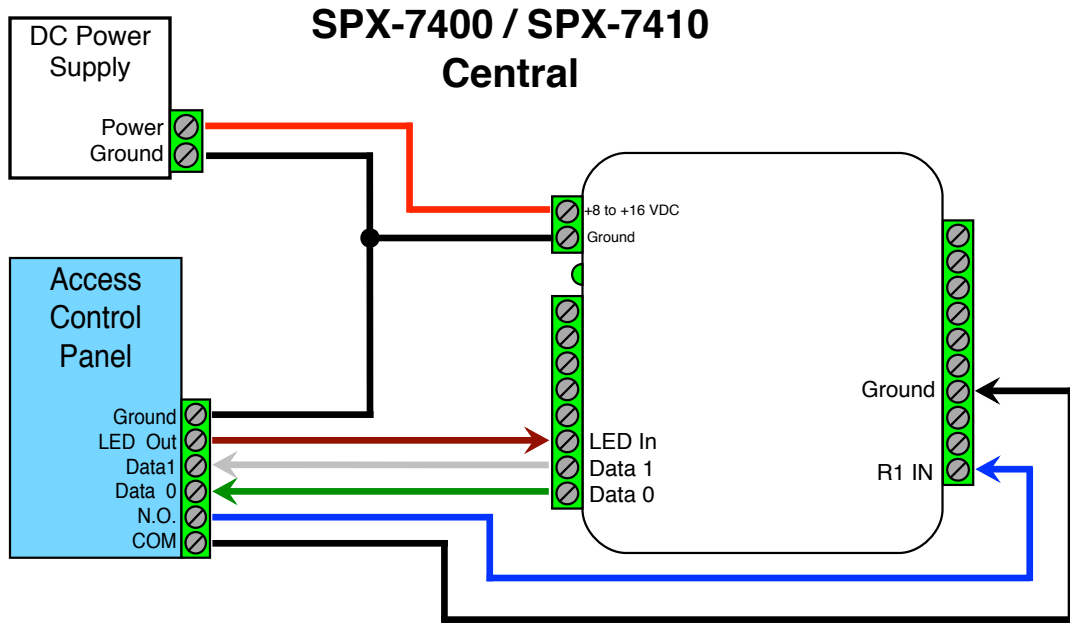 SPX-7400 / SPX-7410
Central
DC Power
Supply
Power
Ground
+8 to +16 VDC
Ground
Access
Control
Panel
Ground
LED Out
Data1
Data 0
N.O.
COM
LED In
Data 1
Data 0
Ground
R1 IN